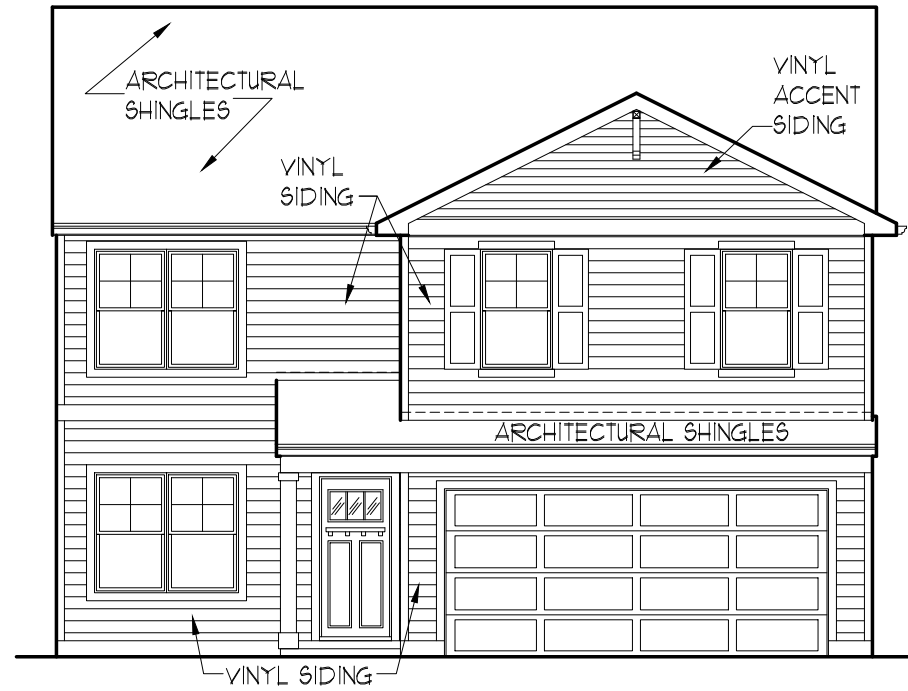 ARCHITECTURAL
SHINGLES
VINYL
ACCENT
SIDING
VINYL
SIDING
ARCHITECTURAL SHINGLES
VINYL SIDING